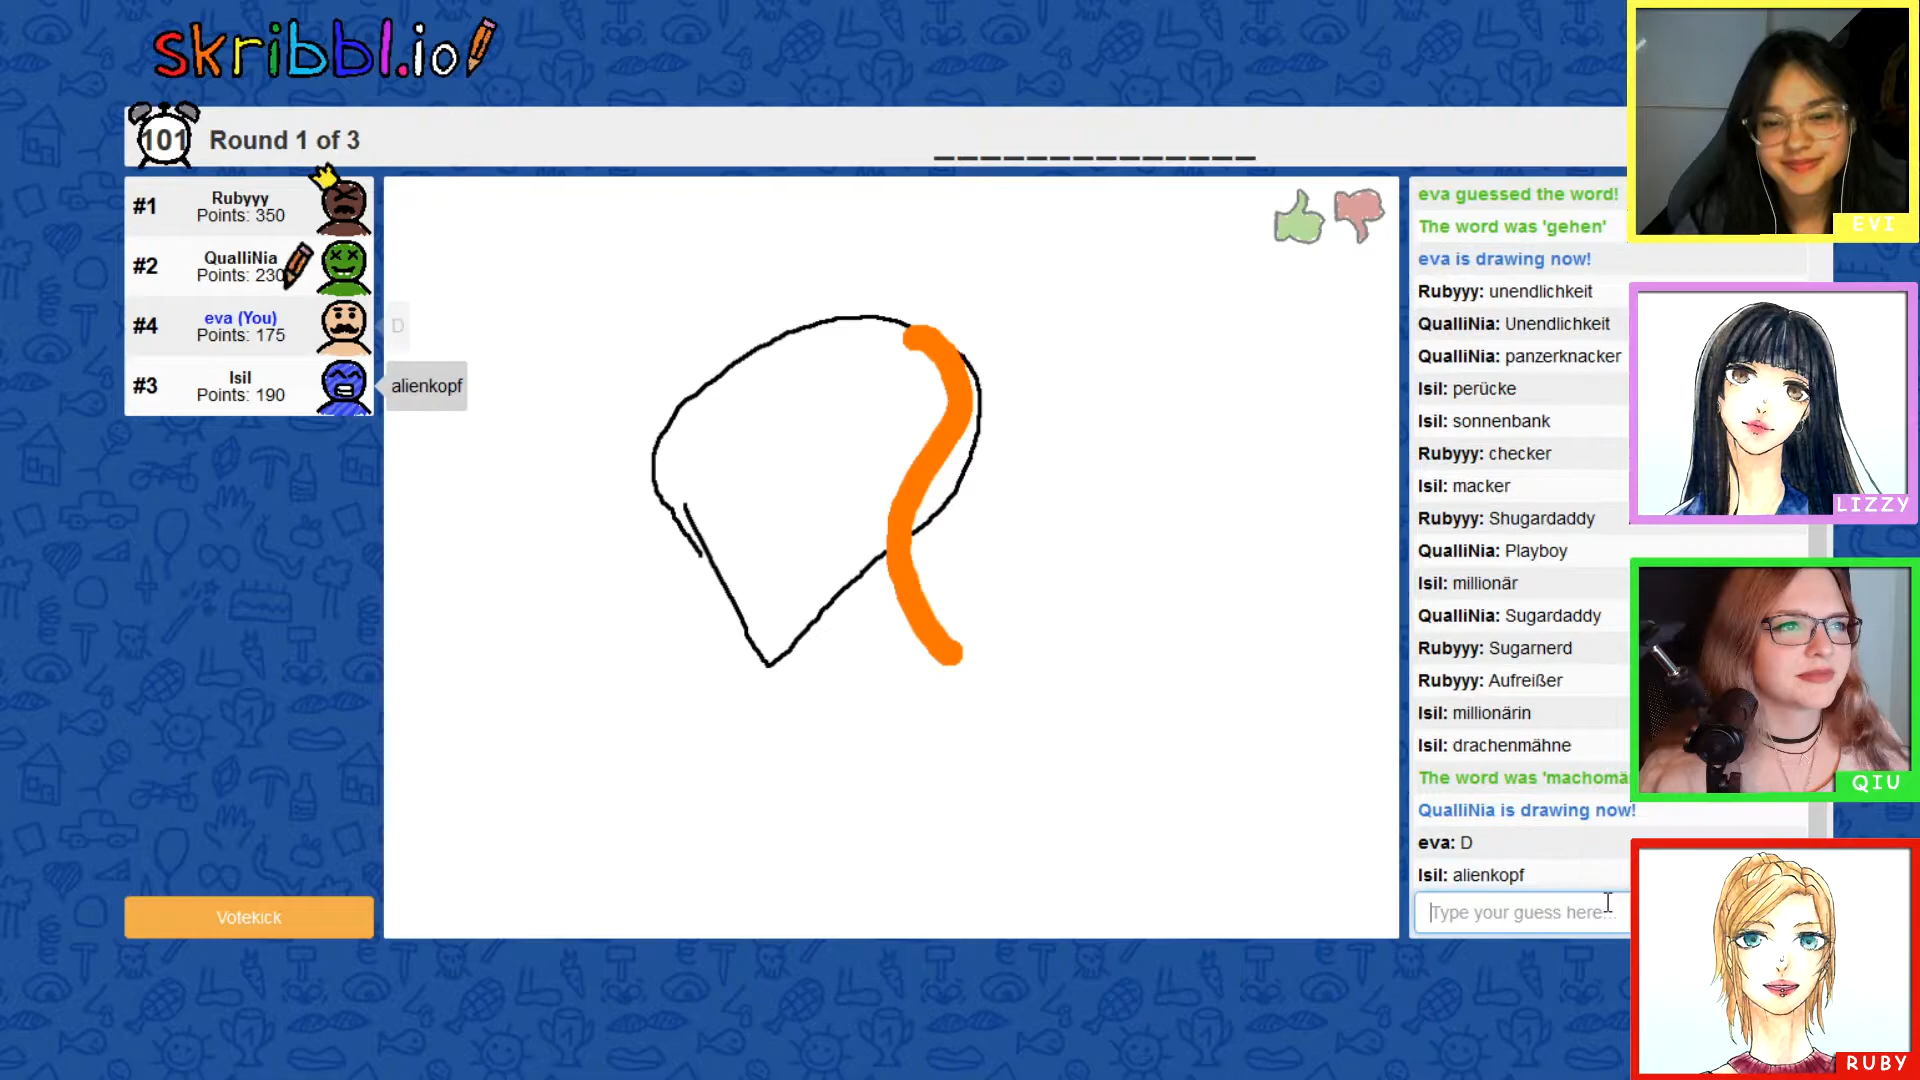 skribbl.io
101 Round 1 of 3
#1 Rubyyy
Points: 350
#2 QualliNia
Points: 230
#4 eva (You)
Points: 175
D
#3 Isil
Points: 190
alienkopf
Votekick
eva guessed the word!
The word was 'gehen'
eva is drawing now!
Rubyyy: unendlichkeit
QualliNia: Unendlichkeit
QualliNia: panzerknacker
Isil: perücke
Isil: sonnenbank
Rubyyy: checker
Isil: macker
Rubyyy: Shugardaddy
QualliNia: Playboy
Isil: millionär
QualliNia: Sugardaddy
Rubyyy: Sugarnerd
Rubyyy: Aufreißer
Isil: millionärin
Isil: drachenmähne
The word was 'machomä
QualliNia is drawing now!
eva: D
Isil: alienkopf
Type your guess here...
EVI
LIZZY
QIU
RUBY